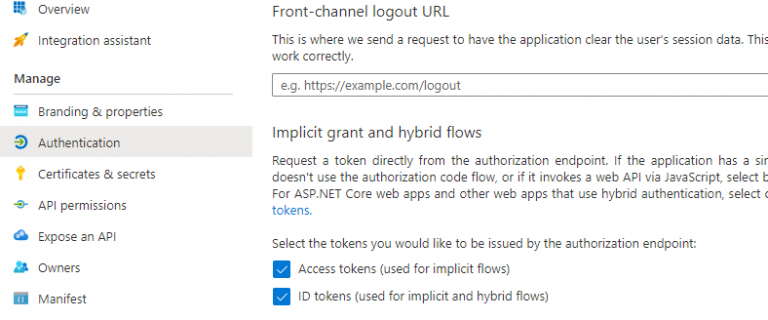 Overview
Integration assistant
Manage
Branding & properties
Authentication
Certificates & secrets
API permissions
Expose an API
Owners
Manifest
Front-channel logout URL
This is where we send a request to have the application clear the user's session data. This
work correctly.
e.g. https://example.com/logout
Implicit grant and hybrid flows
Request a token directly from the authorization endpoint. If the application has a
doesn't use the authorization code flow, or if it invokes a web API via JavaScript, select
For ASP.NET Core web apps and other web apps that use hybrid authentication, select
tokens.
Select the tokens you would like to be issued by the authorization endpoint:
Access tokens (used for implicit flows)
ID tokens (used for implicit and hybrid flows)